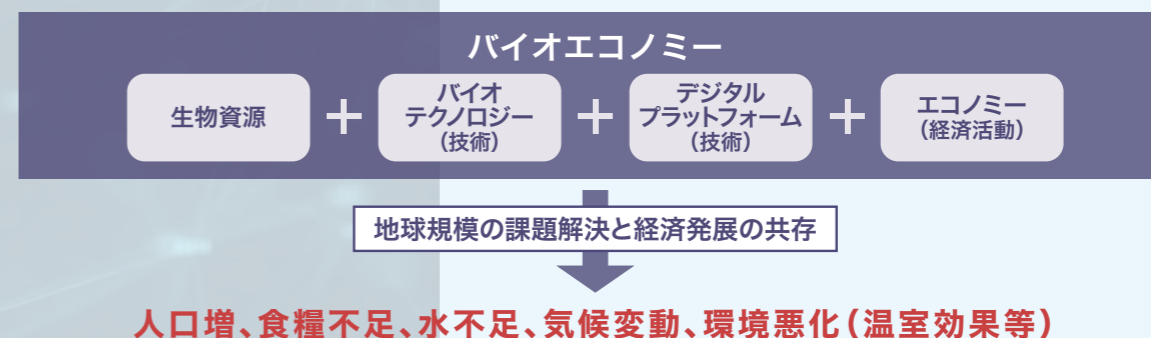 バイオエコノミー
生物資源
+
バイオ
テクノロジー
(技術)
+
デジタル
プラットフォーム
(技術)
+
エコノミー
(経済活動)
地球規模の課題解決と経済発展の共存
人口増、食糧不足、水不足、気候変動、環境悪化(温室効果等)